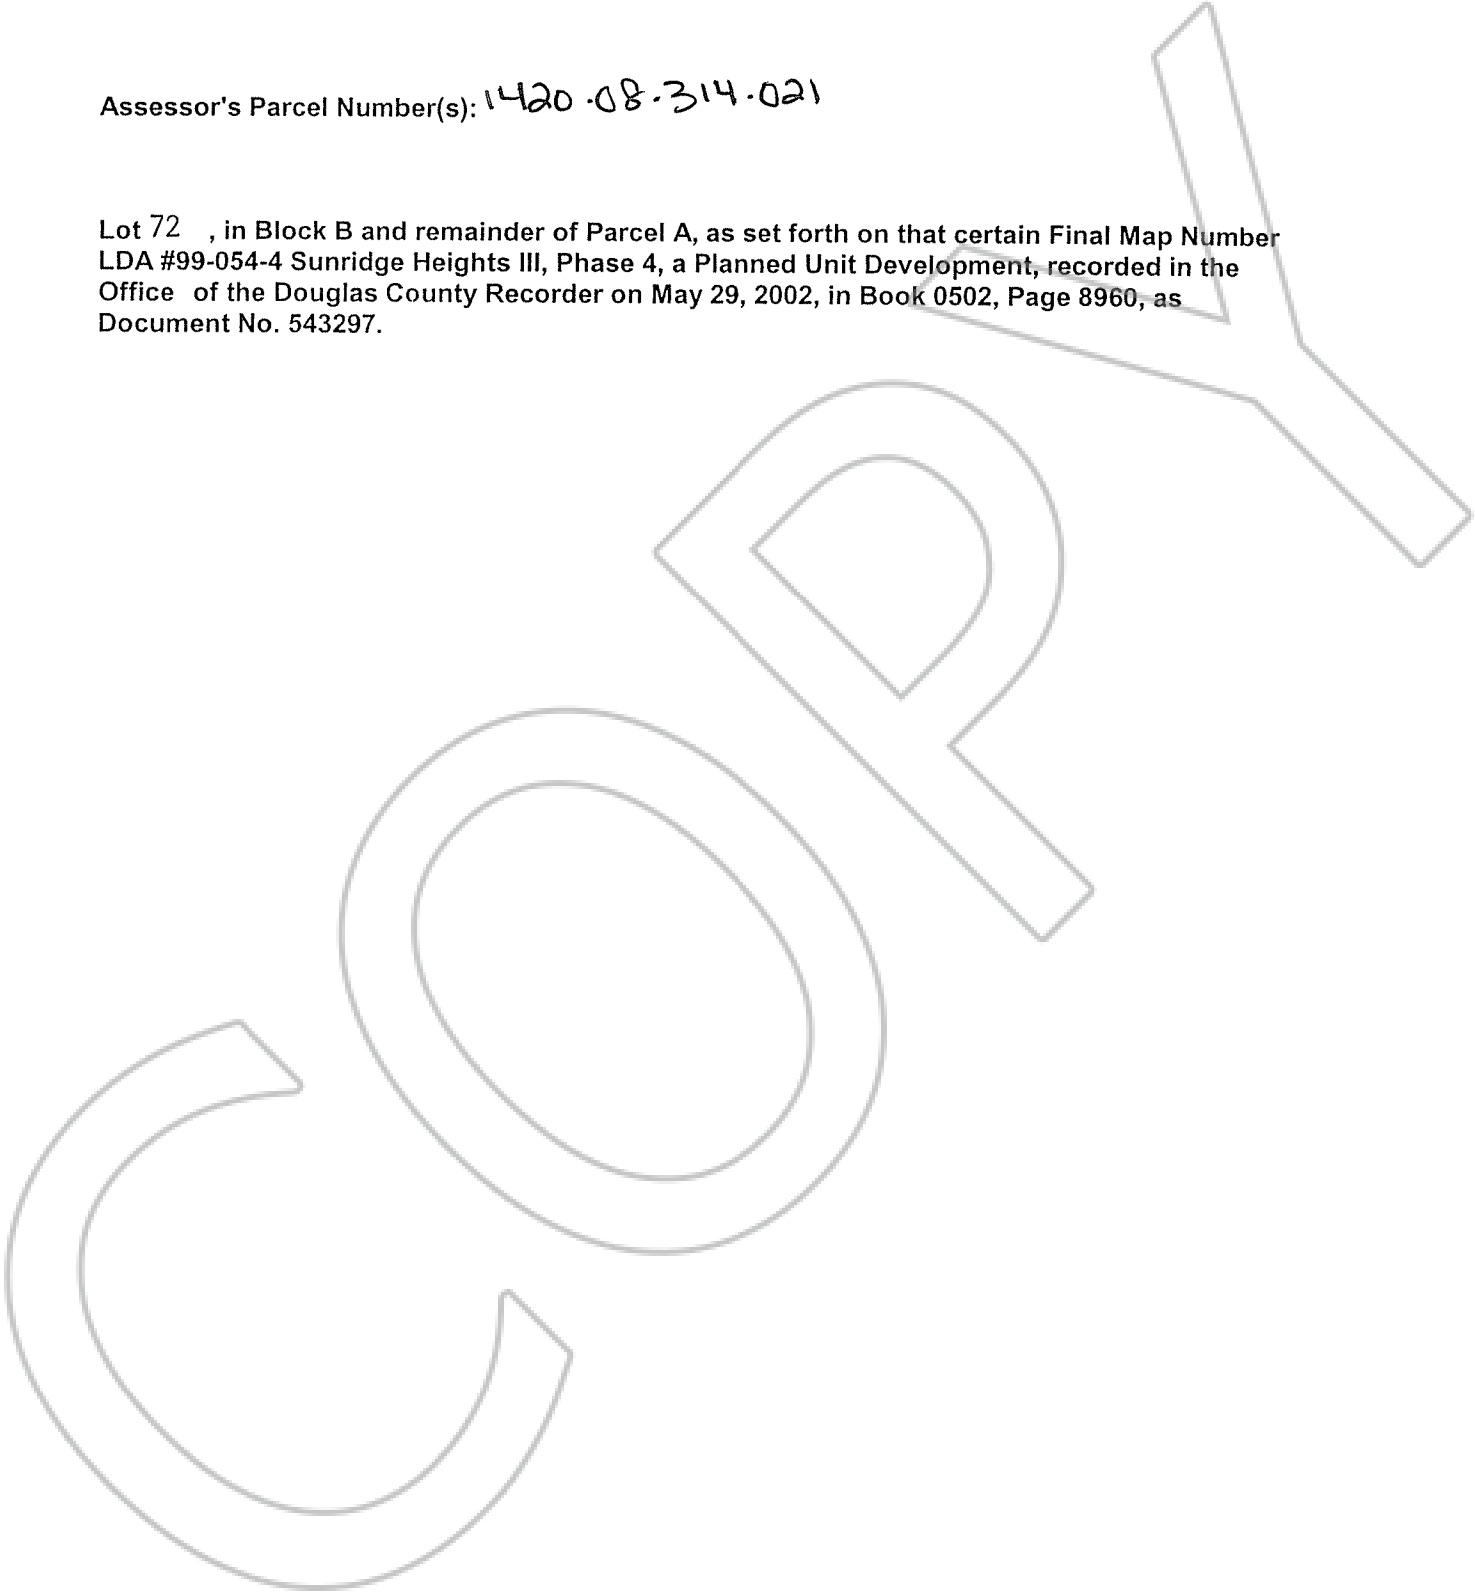 Assessor's Parcel Number(s): 1420.08.314.021
Lot 72 , in Block B and remainder of Parcel A, as set forth on that certain Final Map Number
LDA #99-054-4 Sunridge Heights III, Phase 4, a Planned Unit Development, recorded in the
Office of the Douglas County Recorder on May 29, 2002, in Book 0502, Page 8960, as
Document No. 543297.
COPY